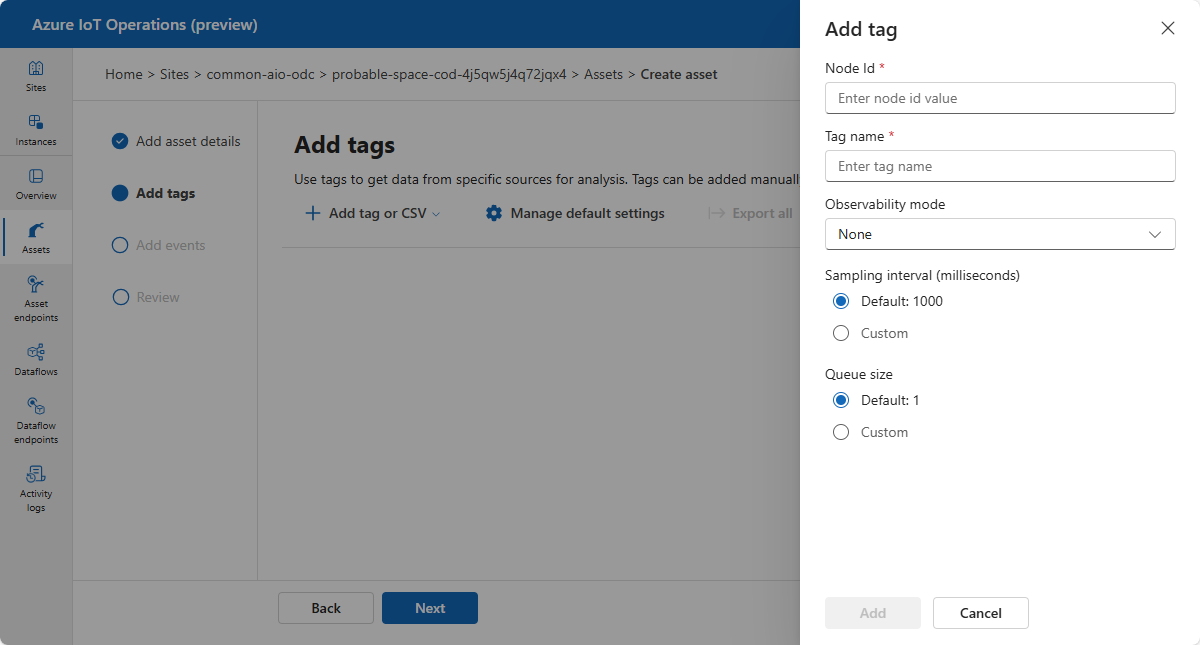 Azure IoT Operations (preview)
Sites
Instances
Overview
Assets
Asset
endpoints
Dataflows
Dataflow
endpoints
Activity
logs
Home > Sites > common-aio-odc > probable-space-cod-4j5qw5j4q72jqx4 > Assets > Create asset
Add asset details
Add tags
Add events
Review
Add tags
Use tags to get data from specific sources for analysis. Tags can be added manuall
Add tag or CSV
Manage default settings
Export all
Back
Next
Add tag
Node Id *
Enter node id value
Tag name *
Enter tag name
Observability mode
None
Sampling interval (milliseconds)
Default: 1000
Custom
Queue size
Default: 1
Custom
Add
Cancel